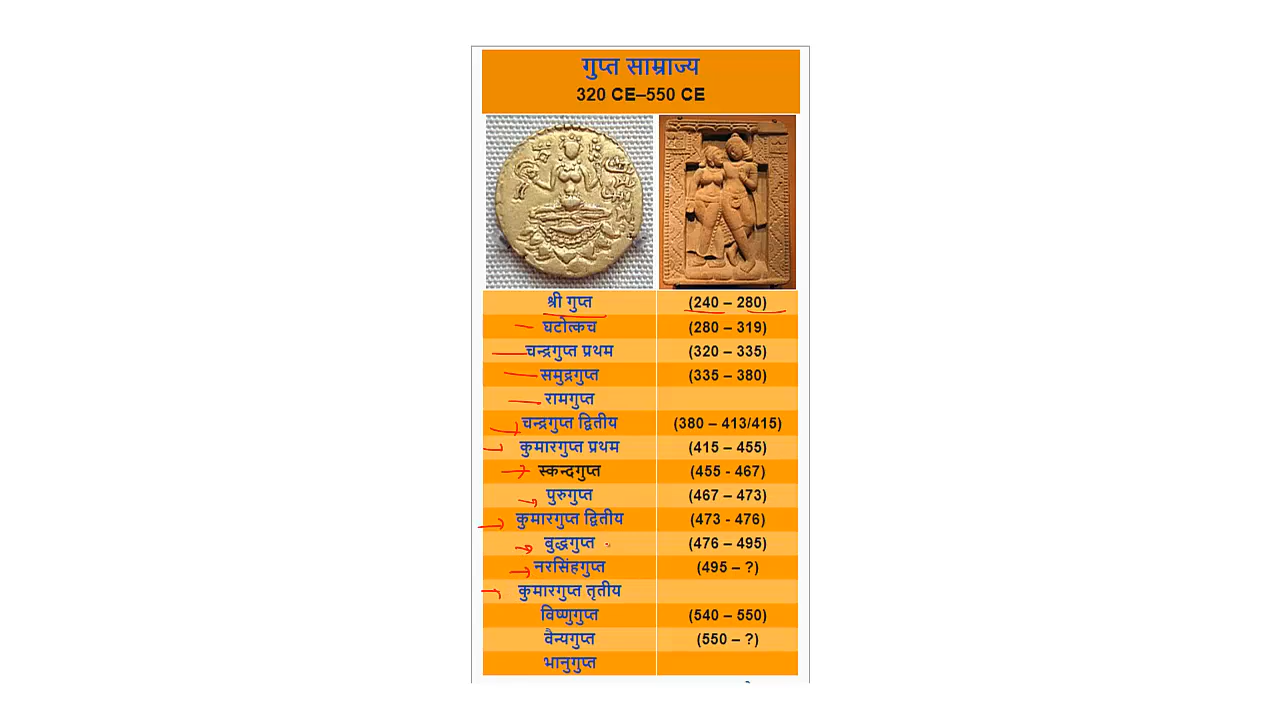 गुप्त साम्राज्य
320 CE–550 CE
श्री गुप्त (240 – 280)
घटोत्कच (280 – 319)
चन्द्रगुप्त प्रथम (320 – 335)
समुद्रगुप्त (335 – 380)
रामगुप्त
चन्द्रगुप्त द्वितीय (380 – 413/415)
कुमारगुप्त प्रथम (415 – 455)
स्कन्दगुप्त (455 - 467)
पुरुगुप्त (467 – 473)
कुमारगुप्त द्वितीय (473 - 476)
बुद्धगुप्त (476 – 495)
नरसिंहगुप्त (495 – ?)
कुमारगुप्त तृतीय
विष्णुगुप्त (540 – 550)
वैन्यगुप्त (550 – ?)
भानुगुप्त